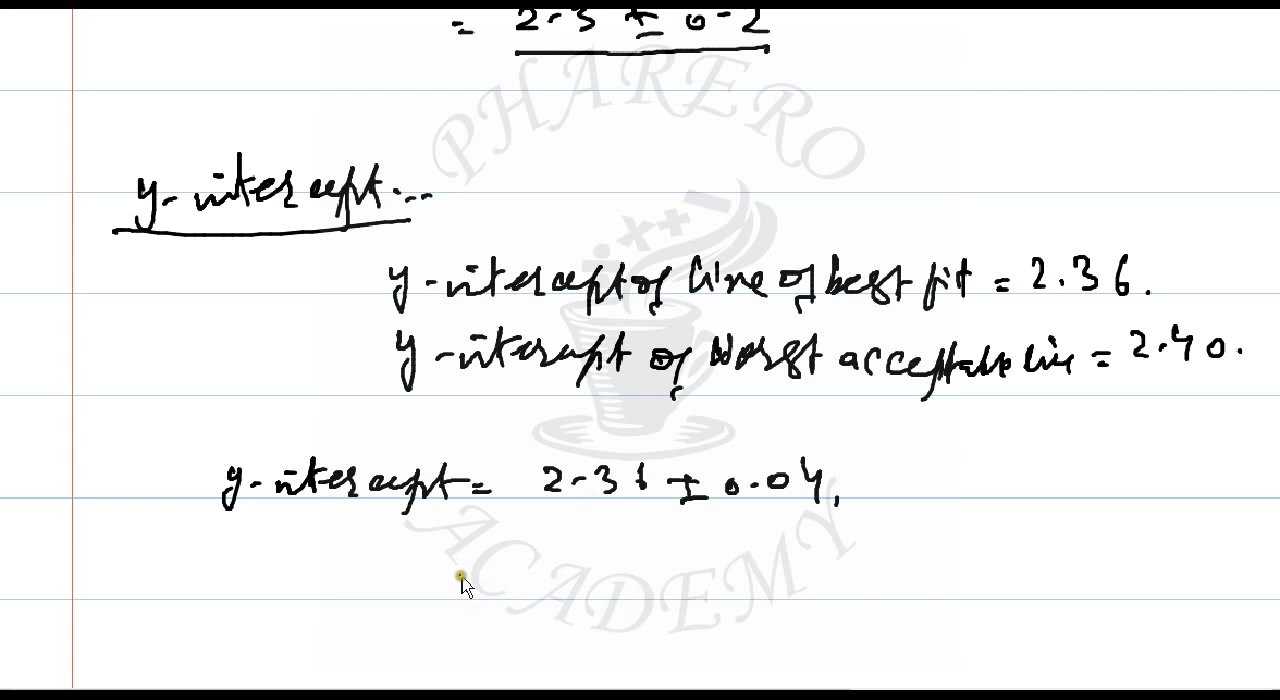 = 2.3 ± 0.2
y-intercept...
y-intercept of line of best fit = 2.36.
y-intercept of worst acceptable line = 2.40.
y-intercept = 2.36 ± 0.04,
PHARERO
ACADEMY